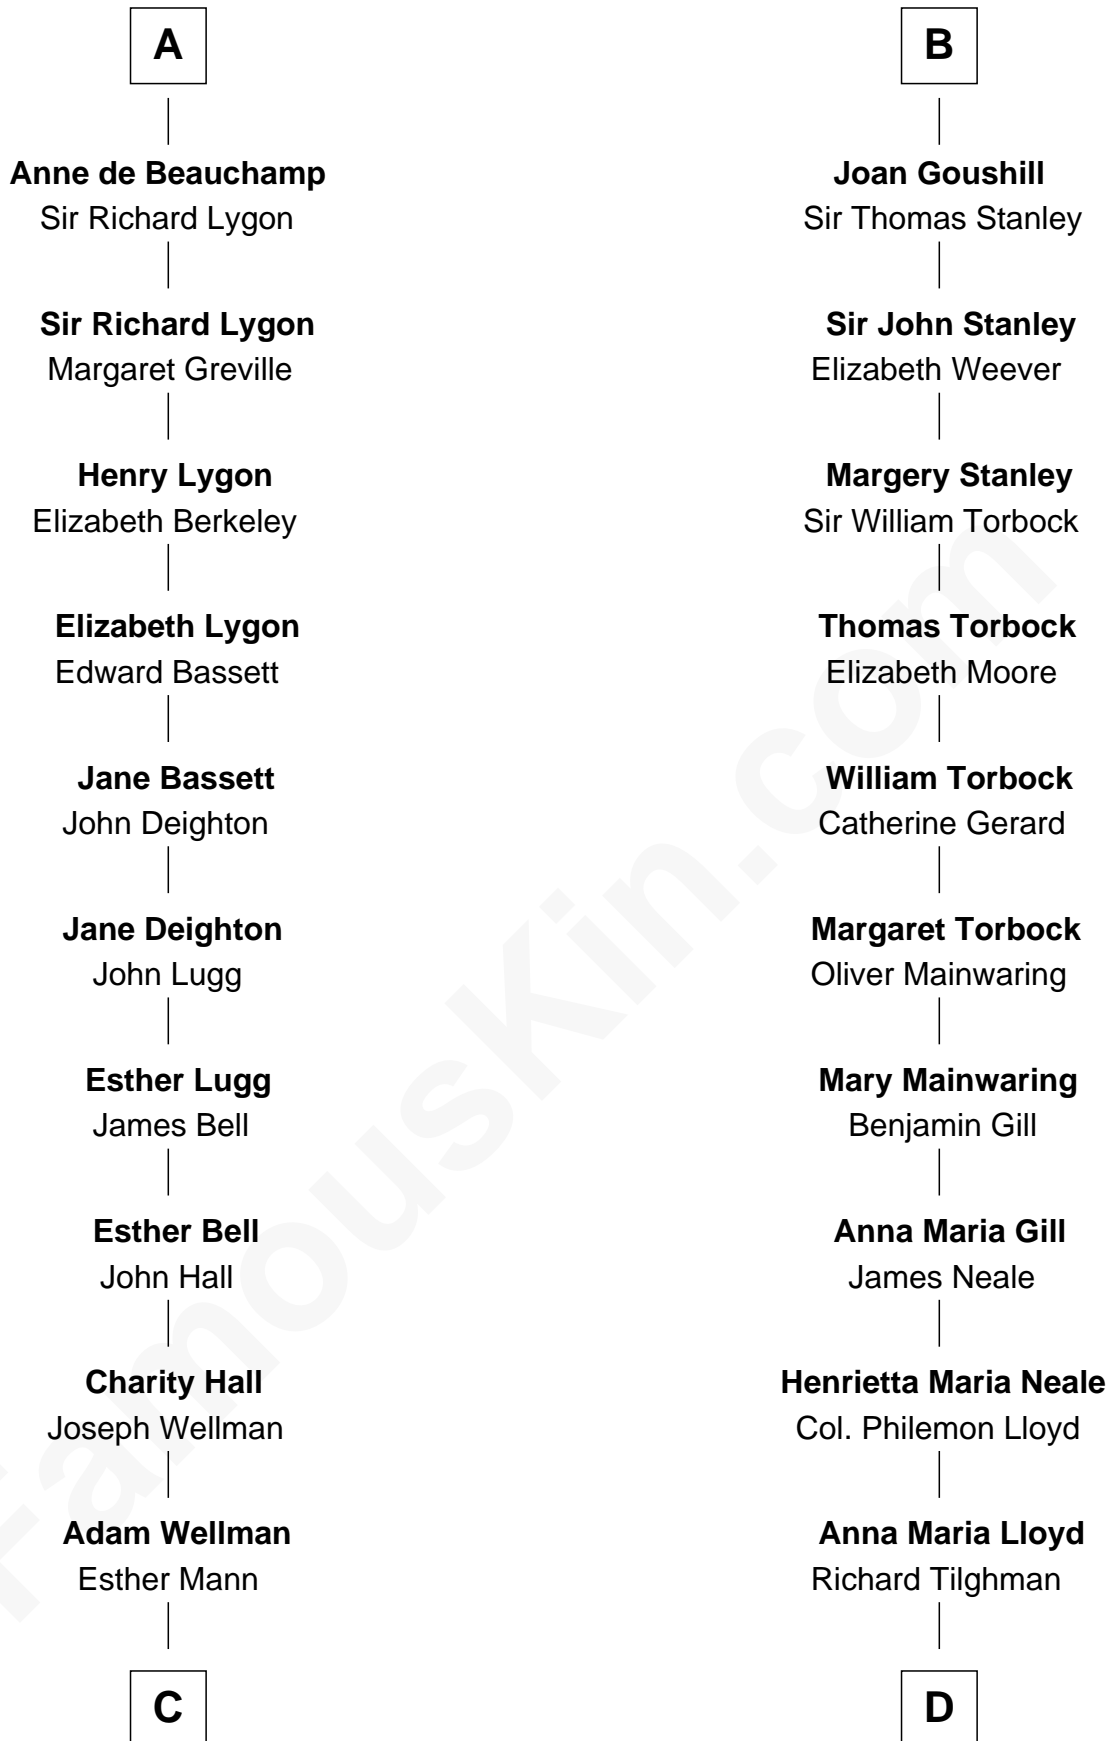 A
Anne de Beauchamp
Sir Richard Lygon
Sir Richard Lygon
Margaret Greville
Henry Lygon
Elizabeth Berkeley
Elizabeth Lygon
Edward Bassett
Jane Bassett
John Deighton
Jane Deighton
John Lugg
Esther Lugg
James Bell
Esther Bell
John Hall
Charity Hall
Joseph Wellman
Adam Wellman
Esther Mann
C
B
Joan Goushill
Sir Thomas Stanley
Sir John Stanley
Elizabeth Weever
Margery Stanley
Sir William Torbock
Thomas Torbock
Elizabeth Moore
William Torbock
Catherine Gerard
Margaret Torbock
Oliver Mainwaring
Mary Mainwaring
Benjamin Gill
Anna Maria Gill
James Neale
Henrietta Maria Neale
Col. Philemon Lloyd
Anna Maria Lloyd
Richard Tilghman
D
FamousKin.com